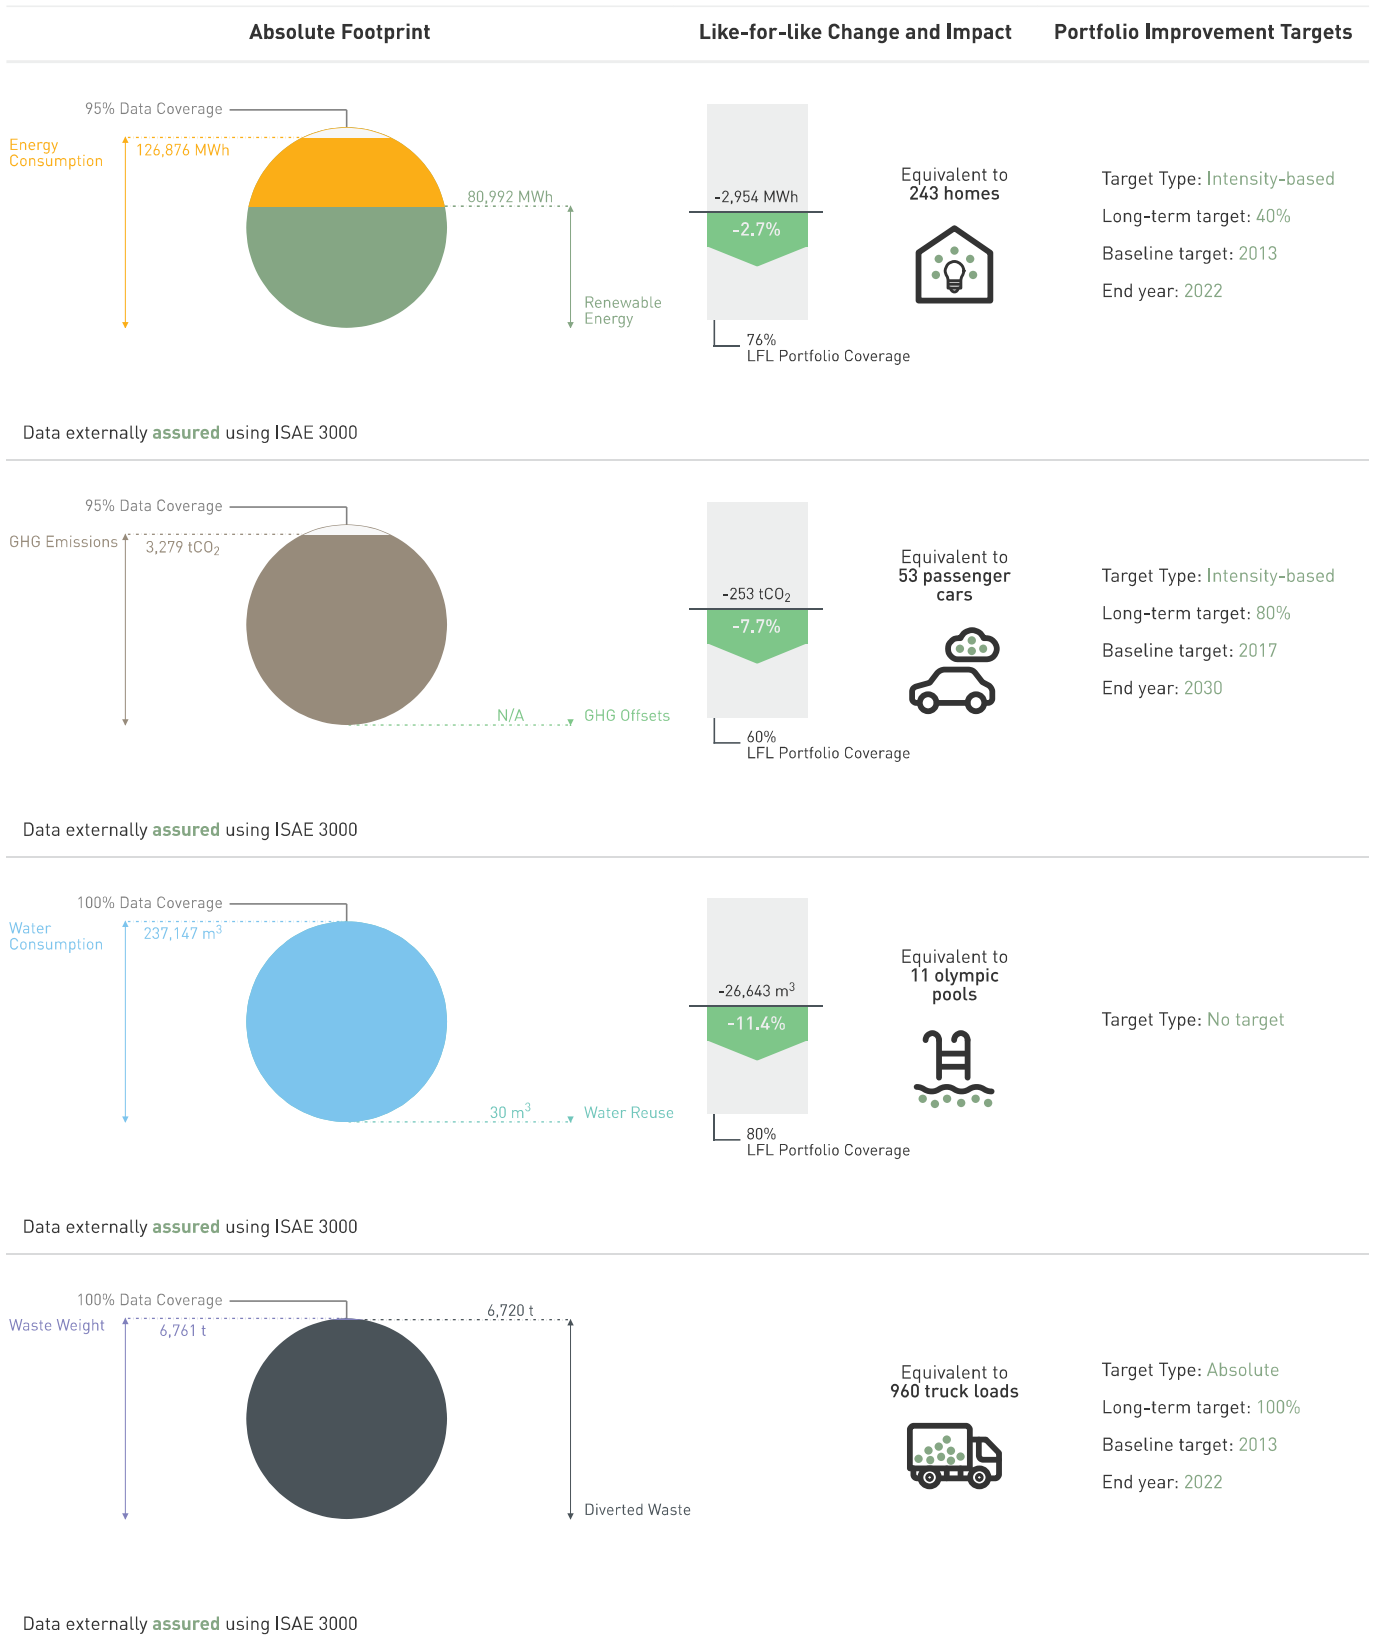 Absolute Footprint
Like-for-like Change and Impact
Portfolio Improvement Targets
95% Data Coverage
Energy
Consumption
126,876 MWh
80,992 MWh
Renewable
Energy
-2,954 MWh
-2.7%
76%
LFL Portfolio Coverage
Equivalent to
243 homes
Target Type: Intensity-based
Long-term target: 40%
Baseline target: 2013
End year: 2022
Data externally assured using ISAE 3000
95% Data Coverage
GHG Emissions
3,279 tCO₂
N/A
GHG Offsets
-253 tCO₂
-7.7%
60%
LFL Portfolio Coverage
Equivalent to
53 passenger
cars
Target Type: Intensity-based
Long-term target: 80%
Baseline target: 2017
End year: 2030
Data externally assured using ISAE 3000
100% Data Coverage
Water
Consumption
237,147 m³
30 m³
Water Reuse
-26,643 m³
-11.4%
80%
LFL Portfolio Coverage
Equivalent to
11 olympic
pools
Target Type: No target
Data externally assured using ISAE 3000
100% Data Coverage
Waste Weight
6,761 t
6,720 t
Diverted Waste
Equivalent to
960 truck loads
Target Type: Absolute
Long-term target: 100%
Baseline target: 2013
End year: 2022
Data externally assured using ISAE 3000